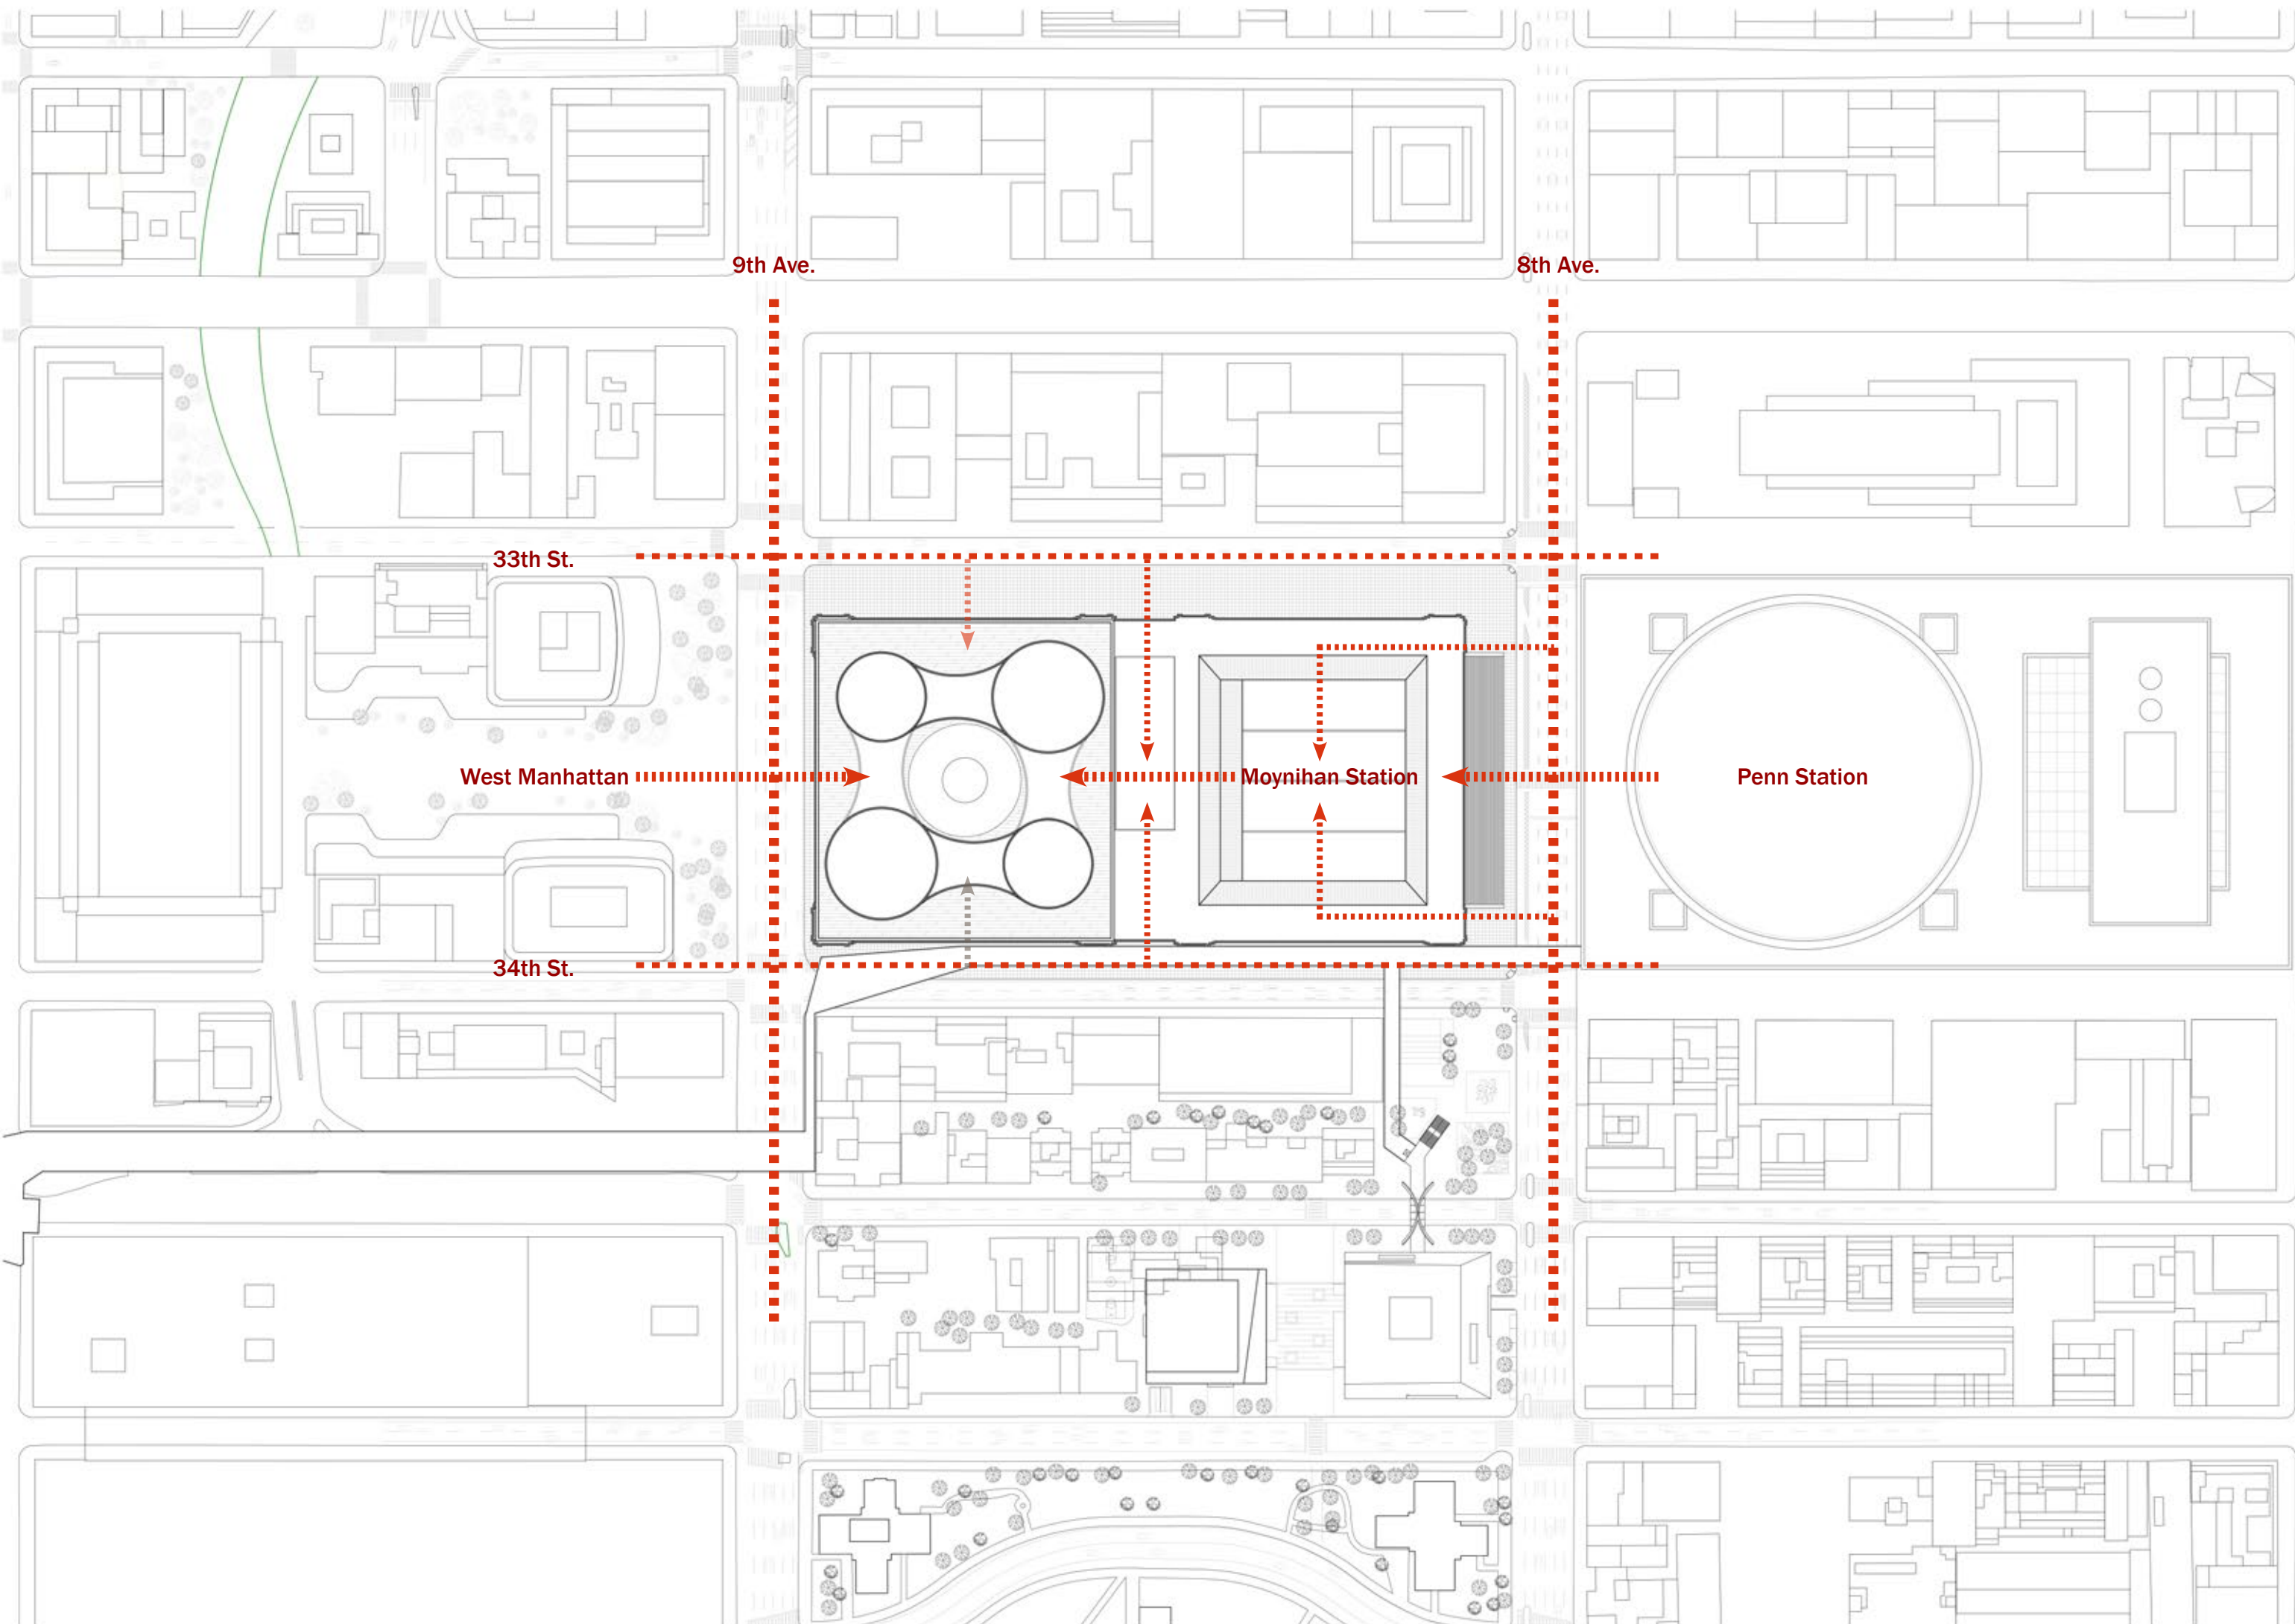 9th Ave.
8th Ave.
33th St.
West Manhattan
Moynihan Station
Penn Station
34th St.